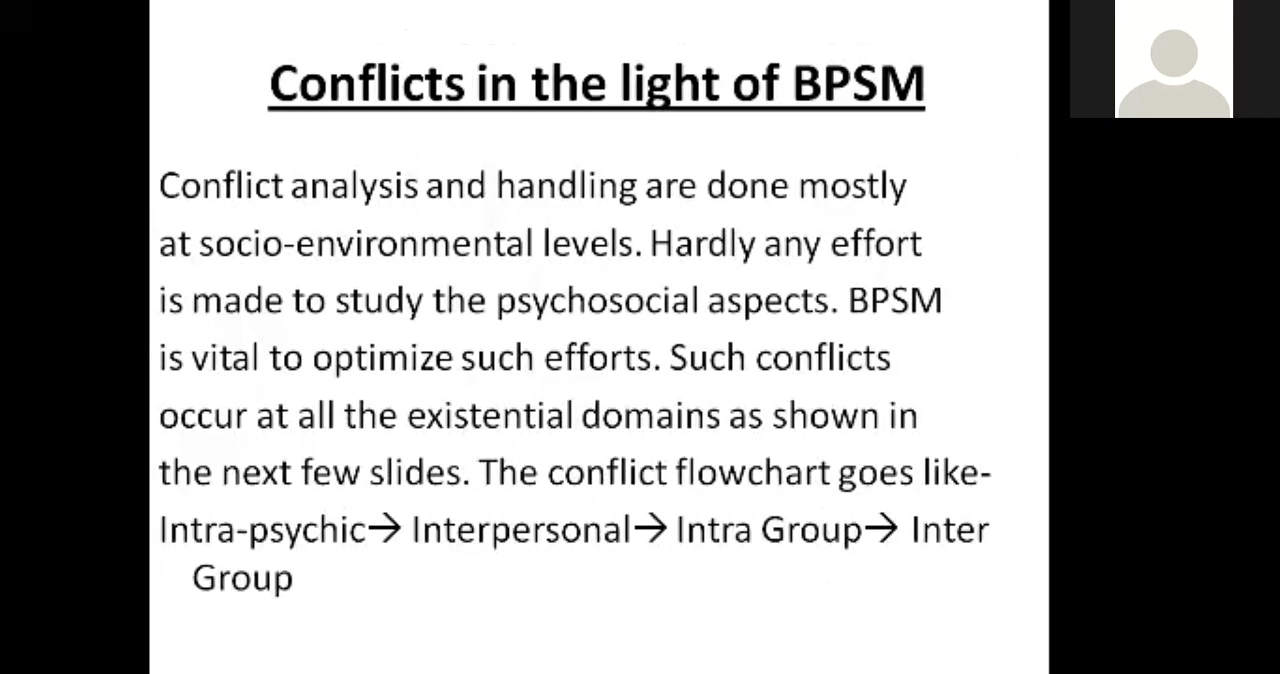 Conflicts in the light of BPSM
Conflict analysis and handling are done mostly
at socio-environmental levels. Hardly any effort
is made to study the psychosocial aspects. BPSM
is vital to optimize such efforts. Such conflicts
occur at all the existential domains as shown in
the next few slides. The conflict flowchart goes like-
Intra-psychic→ Interpersonal→ Intra Group→ Inter
Group